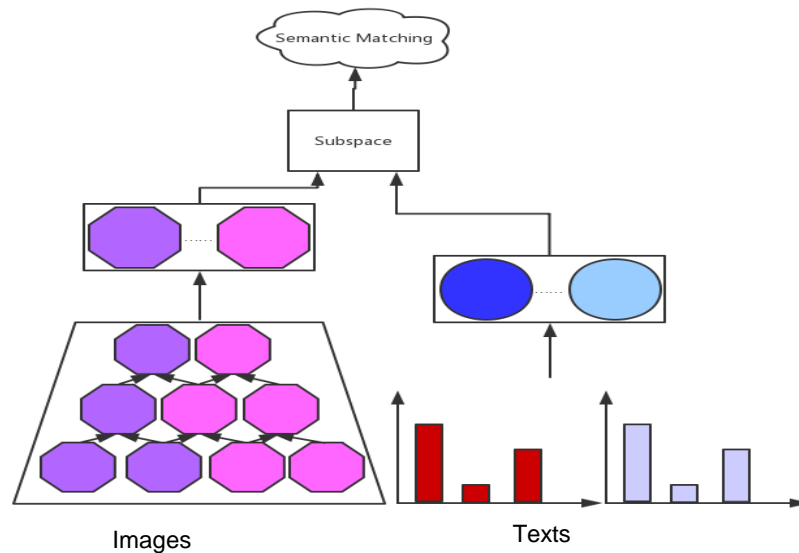 Semantic Matching
Subspace
......
......
Images
Texts